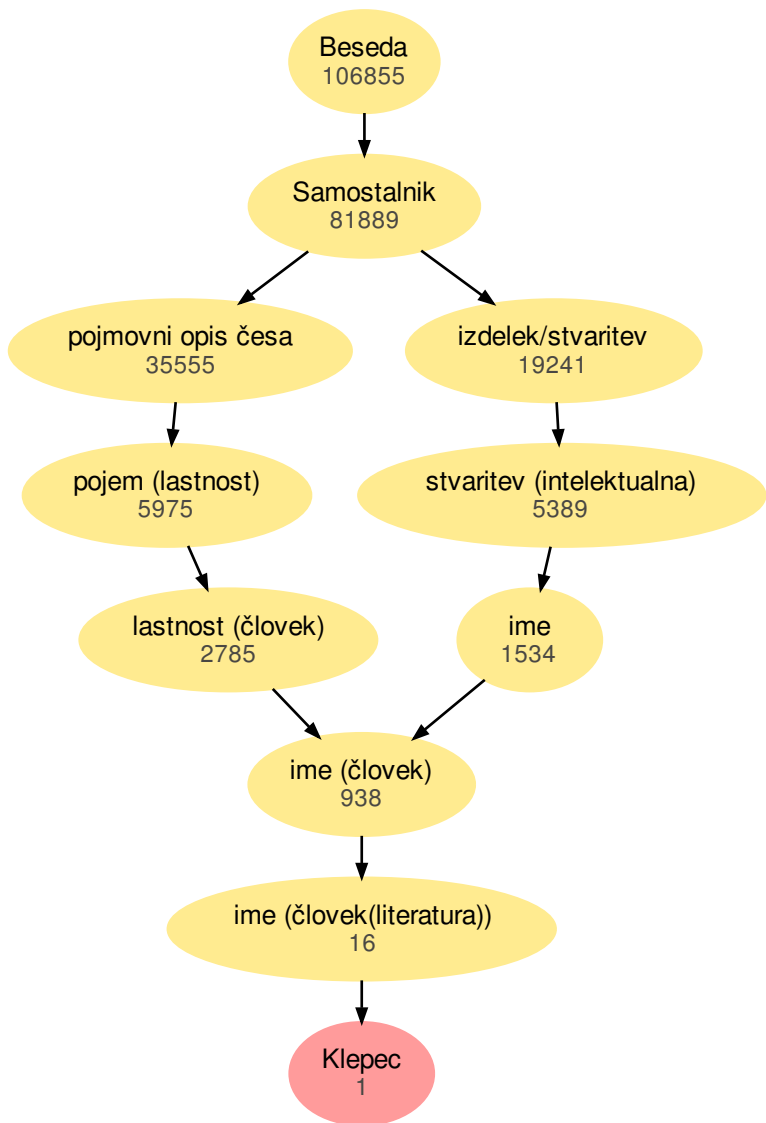 Beseda
106855
Samostalnik
81889
pojmovni opis česa
35555
izdelek/stvaritev
19241
pojem (lastnost)
5975
stvaritev (intelektualna)
5389
lastnost (človek)
2785
ime
1534
ime (človek)
938
ime (človek(literatura))
16
Klepec
1